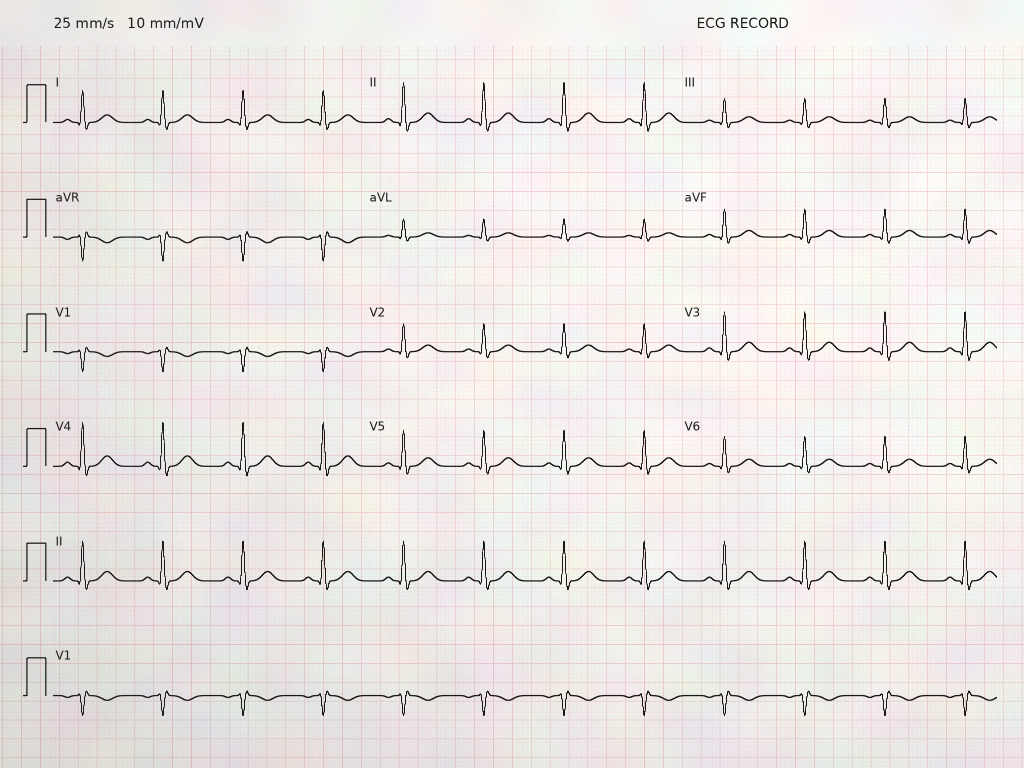 25 mm/s 10 mm/mV ECG RECORD
I II III
aVR aVL aVF
V1 V2 V3
V4 V5 V6
II
V1